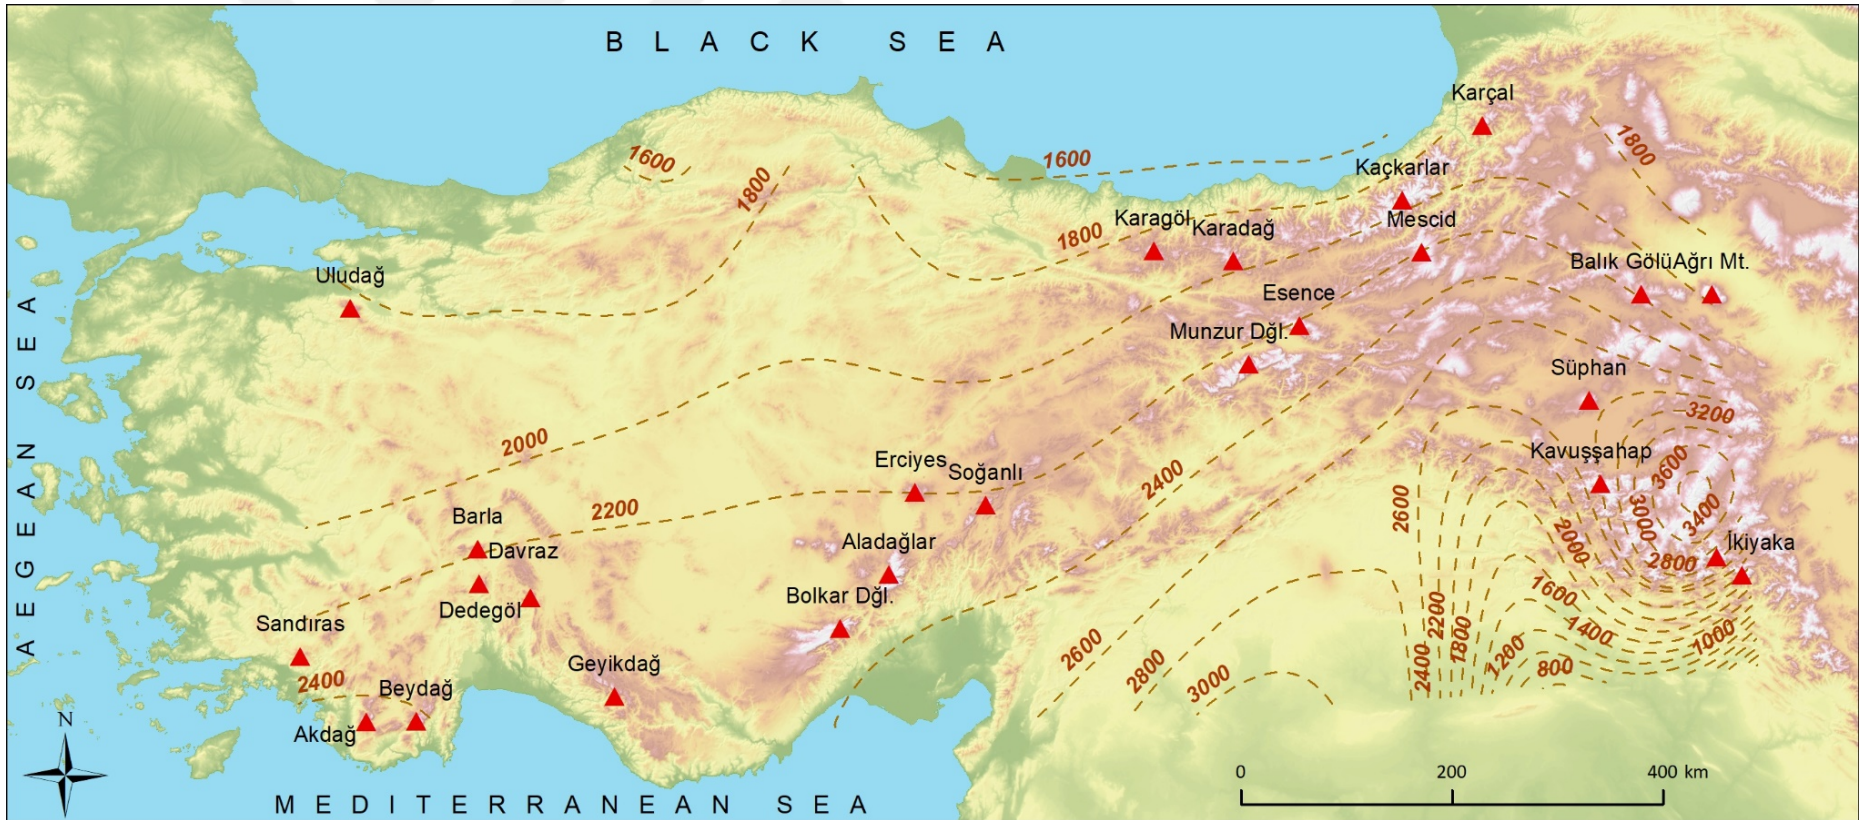 BLACK SEA
Karçal
1600
1600
1800
1800
Kaçkarlar
Karagöl
Karadağ
Mescid
1800
Uludağ
Balık Gölü
Ağrı Mt.
Esence
Munzur Dğl.
Süphan
3200
2000
Erciyes
Soğanlı
Kavuşşahap
3600
2400
2200
2600
3000
3400
Barla
Davraz
Aladağlar
2000
İkiyaka
2800
Dedegöl
Bolkar Dğl.
1600
Sandıras
2200
1400
1000
1800
2600
Geyikdağ
1200
800
2400
2800
2400
3000
Beydağ
Akdağ
AEGEAN SEA
N
MEDITERRANEAN SEA
0 200 400 km